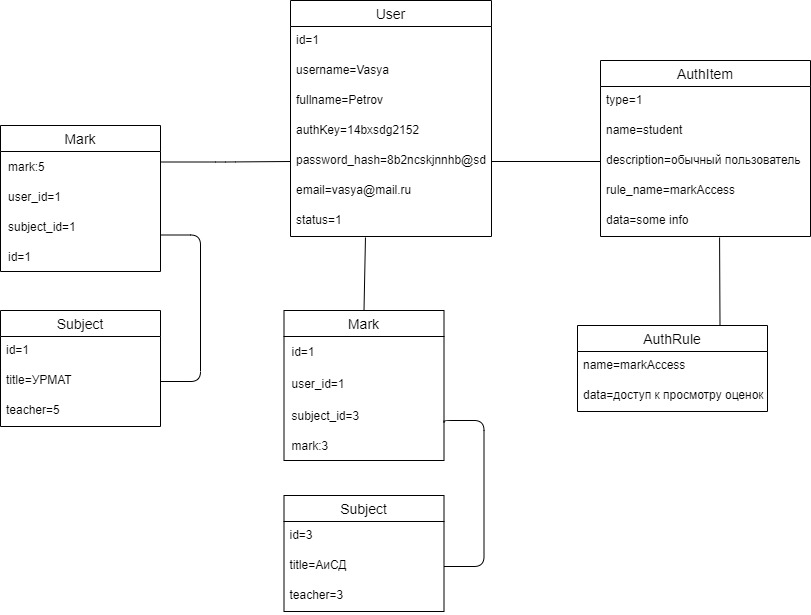 User
id=1
username=Vasya
fullname=Petrov
authKey=14bxsdg2152
password_hash=8b2ncskjnnhb@sd
email=vasya@mail.ru
status=1
AuthItem
type=1
name=student
description=обычный пользователь
rule_name=markAccess
data=some info
Mark
mark:5
user_id=1
subject_id=1
id=1
Subject
id=1
title=УРМАТ
teacher=5
Mark
id=1
user_id=1
subject_id=3
mark:3
AuthRule
name=markAccess
data=доступ к просмотру оценок
Subject
id=3
title=АиСД
teacher=3